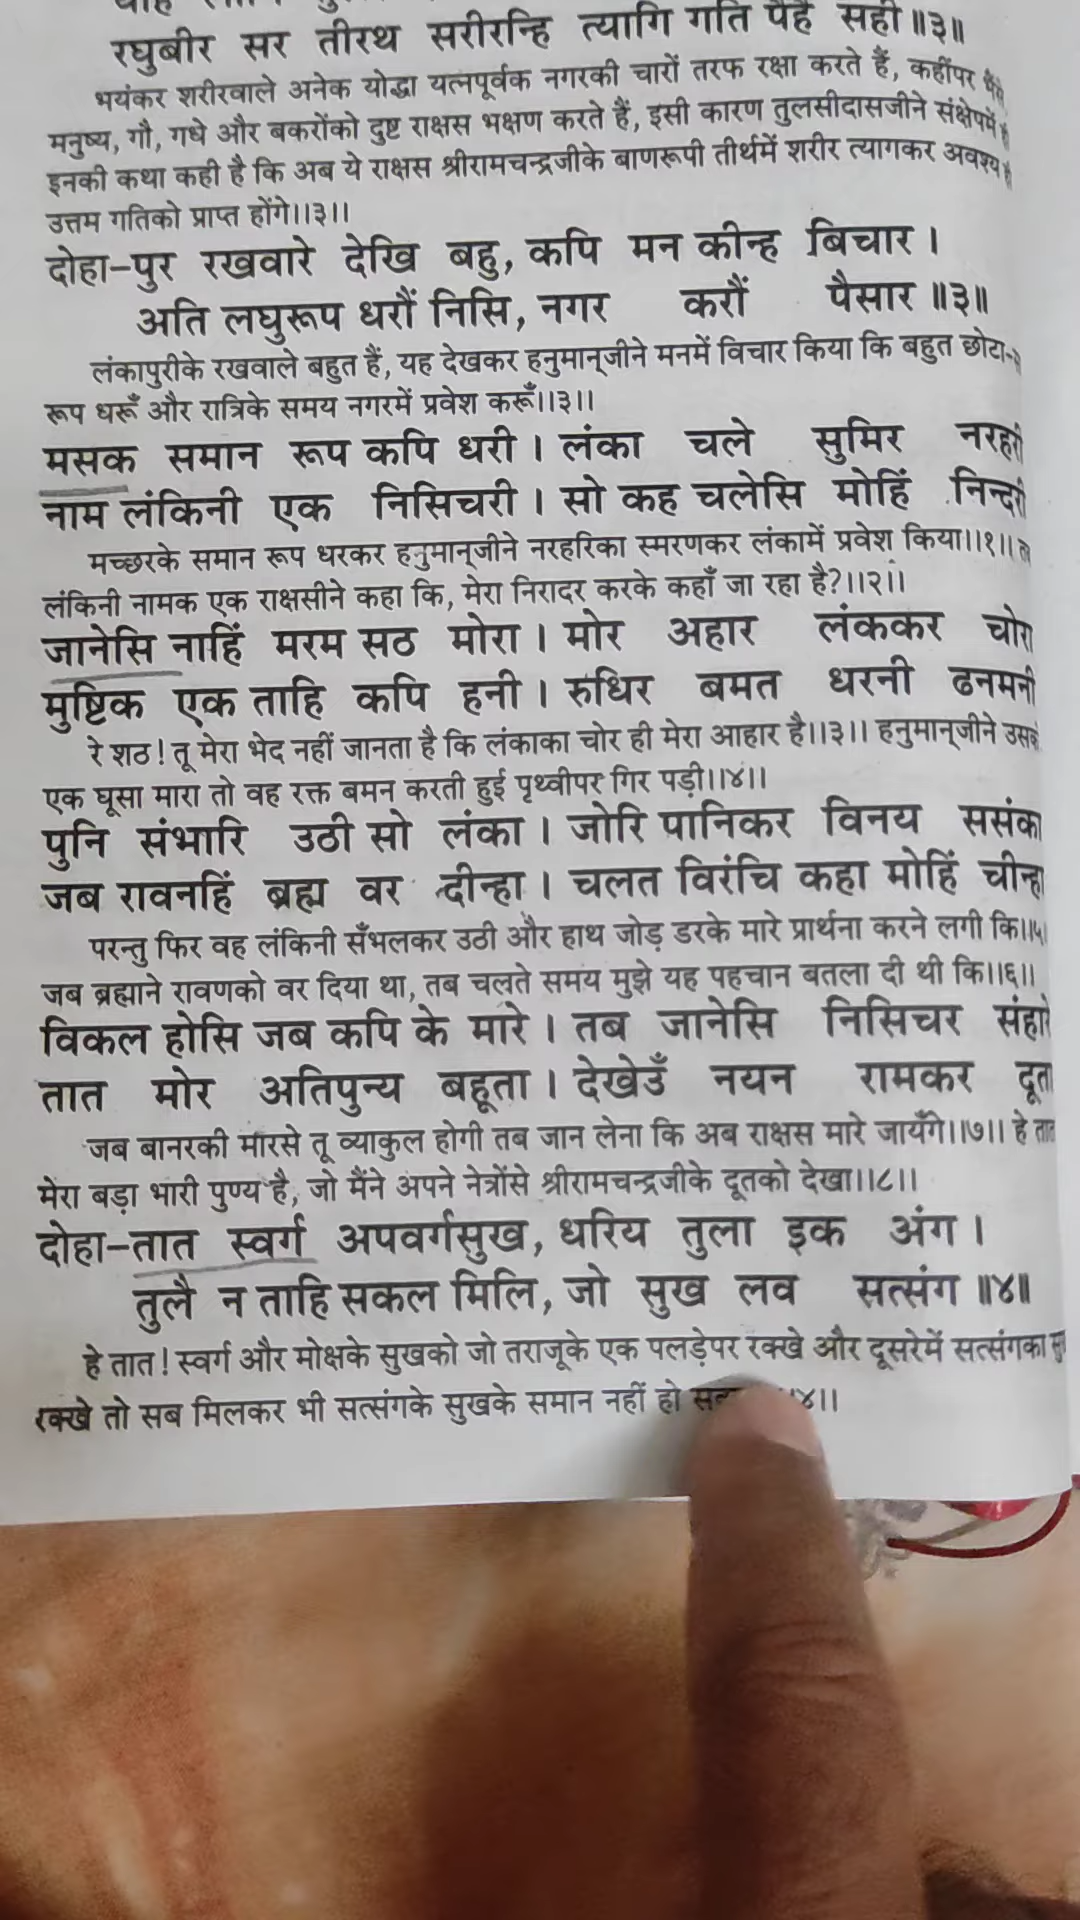 रघुबीर सर तीरथ सरीरन्हि त्यागि गति पैहैं सही॥३॥
भयंकर शरीरवाले अनेक योद्धा यत्नपूर्वक नगरकी चारों तरफ रक्षा करते हैं, कहींपर
मनुष्य, गौ, गधे और बकरोंको दुष्ट राक्षस भक्षण करते हैं, इसी कारण तुलसीदासजीने संक्षेपमें
इनकी कथा कही है कि अब ये राक्षस श्रीरामचन्द्रजीके बाणरूपी तीर्थमें शरीर त्यागकर अवश्य
उत्तम गतिको प्राप्त होंगे।।३।।
दोहा-पुर रखवारे देखि बहु, कपि मन कीन्ह बिचार।
अति लघुरूप धरौं निसि, नगर करौं पैसार॥३॥
लंकापुरीके रखवाले बहुत हैं, यह देखकर हनुमान्‌जीने मनमें विचार किया कि बहुत छोटा-
रूप धरूँ और रात्रिके समय नगरमें प्रवेश करूँ।।३।।
मसक समान रूप कपि धरी। लंका चले सुमिर नरहरी
नाम लंकिनी एक निसिचरी। सो कह चलेसि मोहिं निन्दरी
मच्छरके समान रूप धरकर हनुमान्‌जीने नरहरिका स्मरणकर लंकामें प्रवेश किया।।१।।
लंकिनी नामक एक राक्षसीने कहा कि, मेरा निरादर करके कहाँ जा रहा है?।।२।।
जानेसि नाहिं मरम सठ मोरा। मोर अहार लंककर चोरा
मुष्टिक एक ताहि कपि हनी। रुधिर बमत धरनी ढनमनी
रे शठ! तू मेरा भेद नहीं जानता है कि लंकाका चोर ही मेरा आहार है।।३।। हनुमान्‌जीने उसके
एक घूसा मारा तो वह रक्त बमन करती हुई पृथ्वीपर गिर पड़ी।।४।।
पुनि संभारि उठी सो लंका। जोरि पानिकर विनय ससंका
जब रावनहिं ब्रह्म वर दीन्हा। चलत विरंचि कहा मोहिं चीन्हा
परन्तु फिर वह लंकिनी सँभलकर उठी और हाथ जोड़ डरके मारे प्रार्थना करने लगी कि।।५।
जब ब्रह्माने रावणको वर दिया था, तब चलते समय मुझे यह पहचान बतला दी थी कि।।६।।
विकल होसि जब कपि के मारे। तब जानेसि निसिचर संहारे
तात मोर अतिपुन्य बहूता। देखेउँ नयन रामकर दूता
जब बानरकी मारसे तू व्याकुल होगी तब जान लेना कि अब राक्षस मारे जायँगे।।७।। हे तात
मेरा बड़ा भारी पुण्य है, जो मैंने अपने नेत्रोंसे श्रीरामचन्द्रजीके दूतको देखा।।८।।
दोहा-तात स्वर्ग अपवर्गसुख, धरिय तुला इक अंग।
तुलै न ताहि सकल मिलि, जो सुख लव सत्संग॥४॥
हे तात! स्वर्ग और मोक्षके सुखको जो तराजूके एक पलड़ेपर रक्खे और दूसरेमें सत्संगका
रक्खे तो सब मिलकर भी सत्संगके सुखके समान नहीं हो ४।।